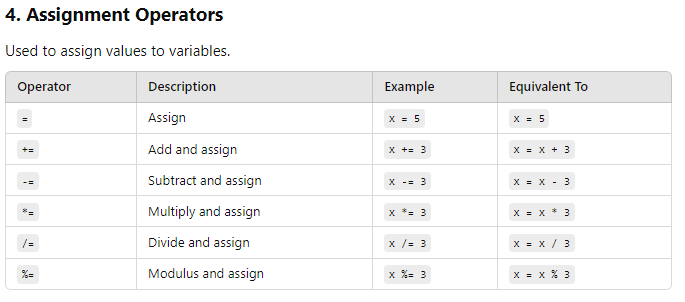 4. Assignment Operators
Used to assign values to variables.
Operator Description Example Equivalent To
= Assign x = 5 x = 5
+= Add and assign x += 3 x = x + 3
-= Subtract and assign x -= 3 x = x - 3
*= Multiply and assign x *= 3 x = x * 3
/= Divide and assign x /= 3 x = x / 3
%= Modulus and assign x %= 3 x = x % 3